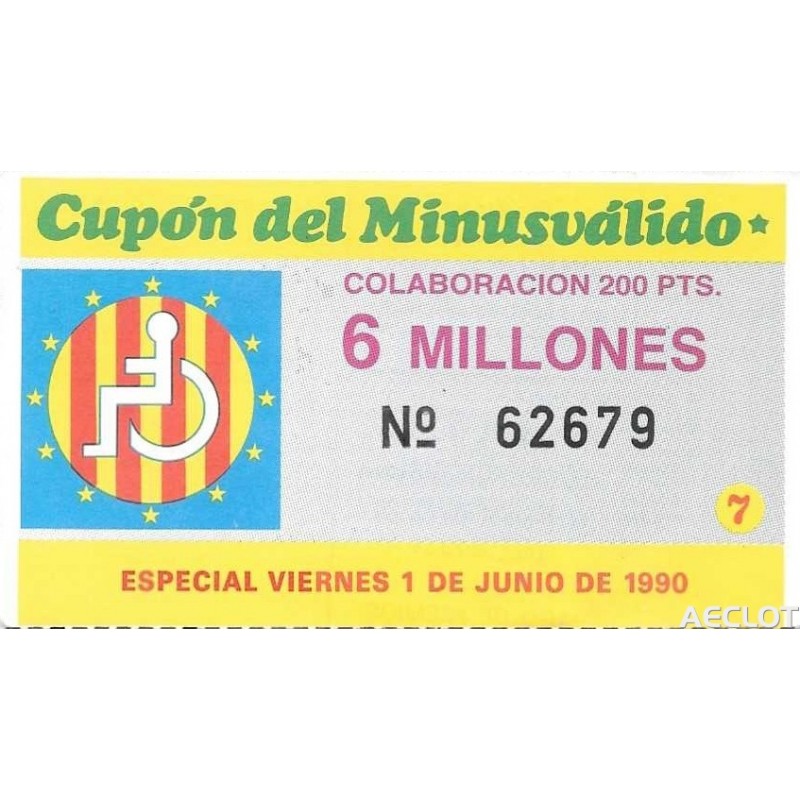 Cupón del Minusválido
COLABORACION 200 PTS.
6 MILLONES
Nº 62679
7
ESPECIAL VIERNES 1 DE JUNIO DE 1990
AECLOT